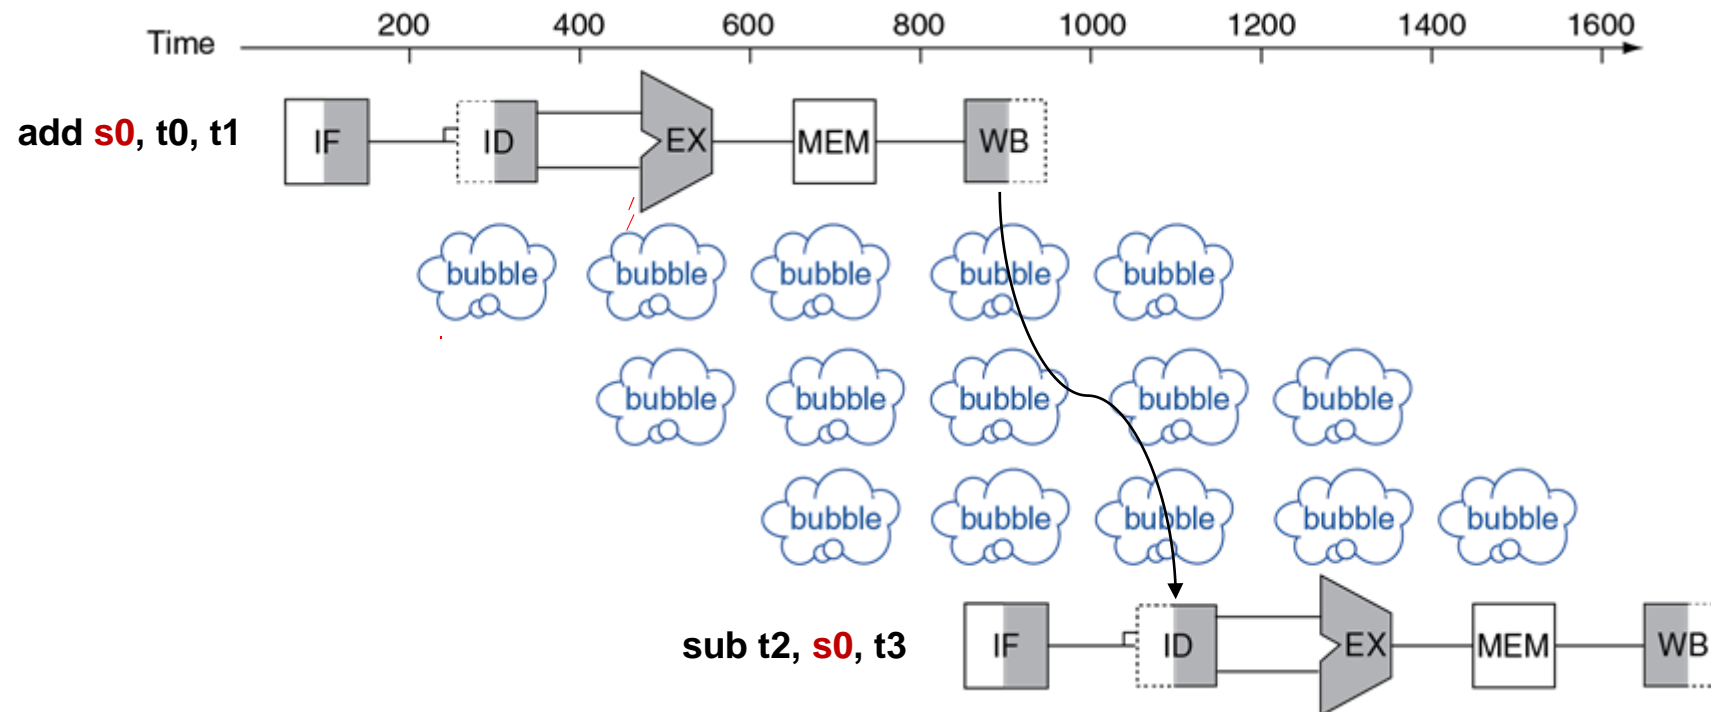 200 400 600 800 1000 1200 1400 1600
Time
add s0, t0, t1 IF ID EX MEM WB
bubble bubble bubble bubble bubble
bubble bubble bubble bubble bubble
bubble bubble bubble bubble bubble
sub t2, s0, t3 IF ID EX MEM WB